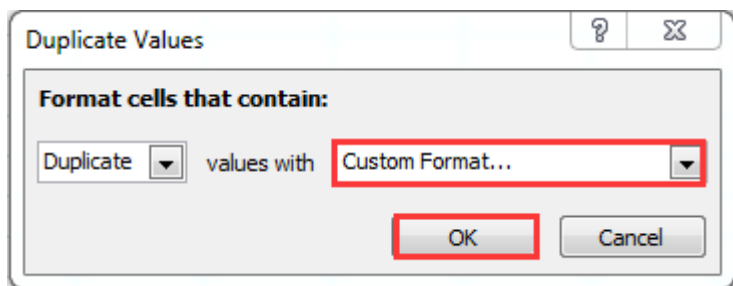 Duplicate Values
Format cells that contain:
Duplicate values with Custom Format...
OK Cancel